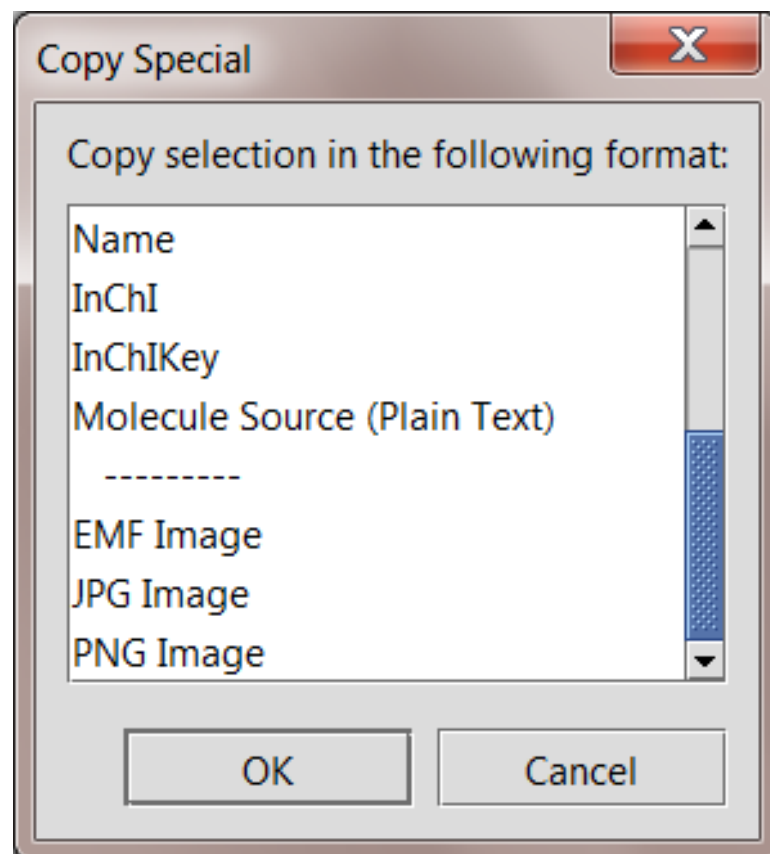 Copy Special
Copy selection in the following format:
Name
InChI
InChIKey
Molecule Source (Plain Text)
---------
EMF Image
JPG Image
PNG Image
OK
Cancel